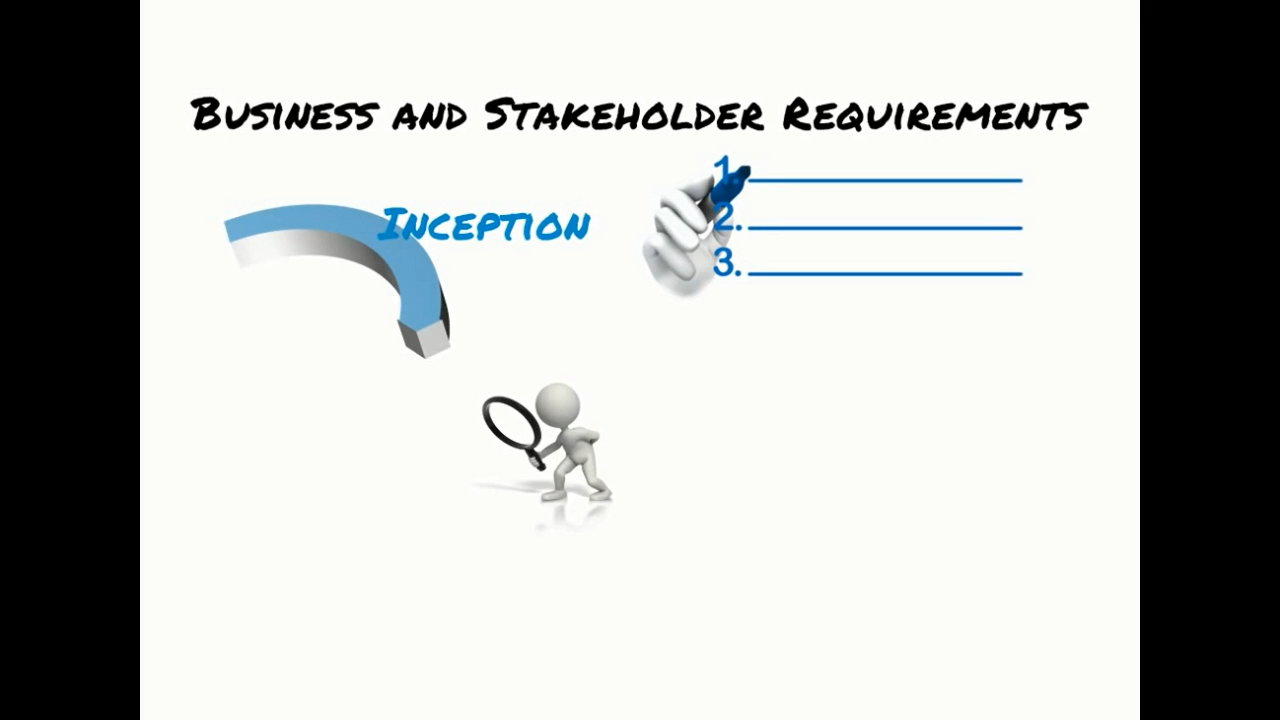 Business and Stakeholder Requirements
Inception
1.
2.
3.